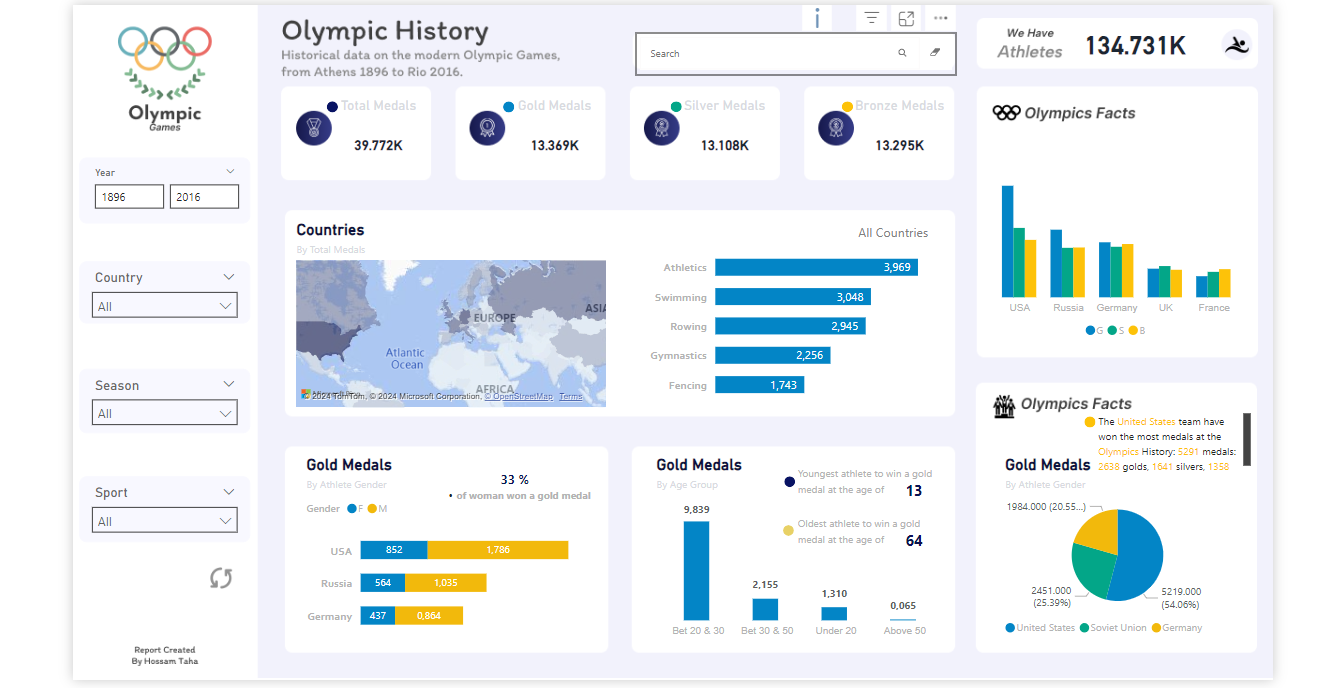 Olympic
Games
Year
1896
2016
Country
All
Season
All
Sport
All
Report Created
By Hossam Taha
Olympic History
Historical data on the modern Olympic Games,
from Athens 1896 to Rio 2016.
i
Search
We Have
Athletes
134.731K
Total Medals
39.772K
Gold Medals
13.369K
Silver Medals
13.108K
Bronze Medals
13.295K
Countries
By Total Medals
All Countries
EUROPE
ASIA
Atlantic
Ocean
AFRICA
© 2024 TomTom, © 2024 Microsoft Corporation, © OpenStreetMap Terms
Athletics 3,969
Swimming 3,048
Rowing 2,945
Gymnastics 2,256
Fencing 1,743
Olympics Facts
USA Russia Germany UK France
G S B
Gold Medals
By Athlete Gender
33 %
• of woman won a gold medal
Gender F M
USA 852 1,786
Russia 564 1,035
Germany 437 0,864
Gold Medals
By Age Group
Youngest athlete to win a gold
medal at the age of 13
Oldest athlete to win a gold
medal at the age of 64
9,839
2,155
1,310
0,065
Bet 20 & 30 Bet 30 & 50 Under 20 Above 50
Olympics Facts
The United States team have
won the most medals at the
Olympics History: 5291 medals:
2638 golds, 1641 silvers, 1358
Gold Medals
By Athlete Gender
1984.000 (20.55...)
2451.000
(25.39%)
5219.000
(54.06%)
United States Soviet Union Germany